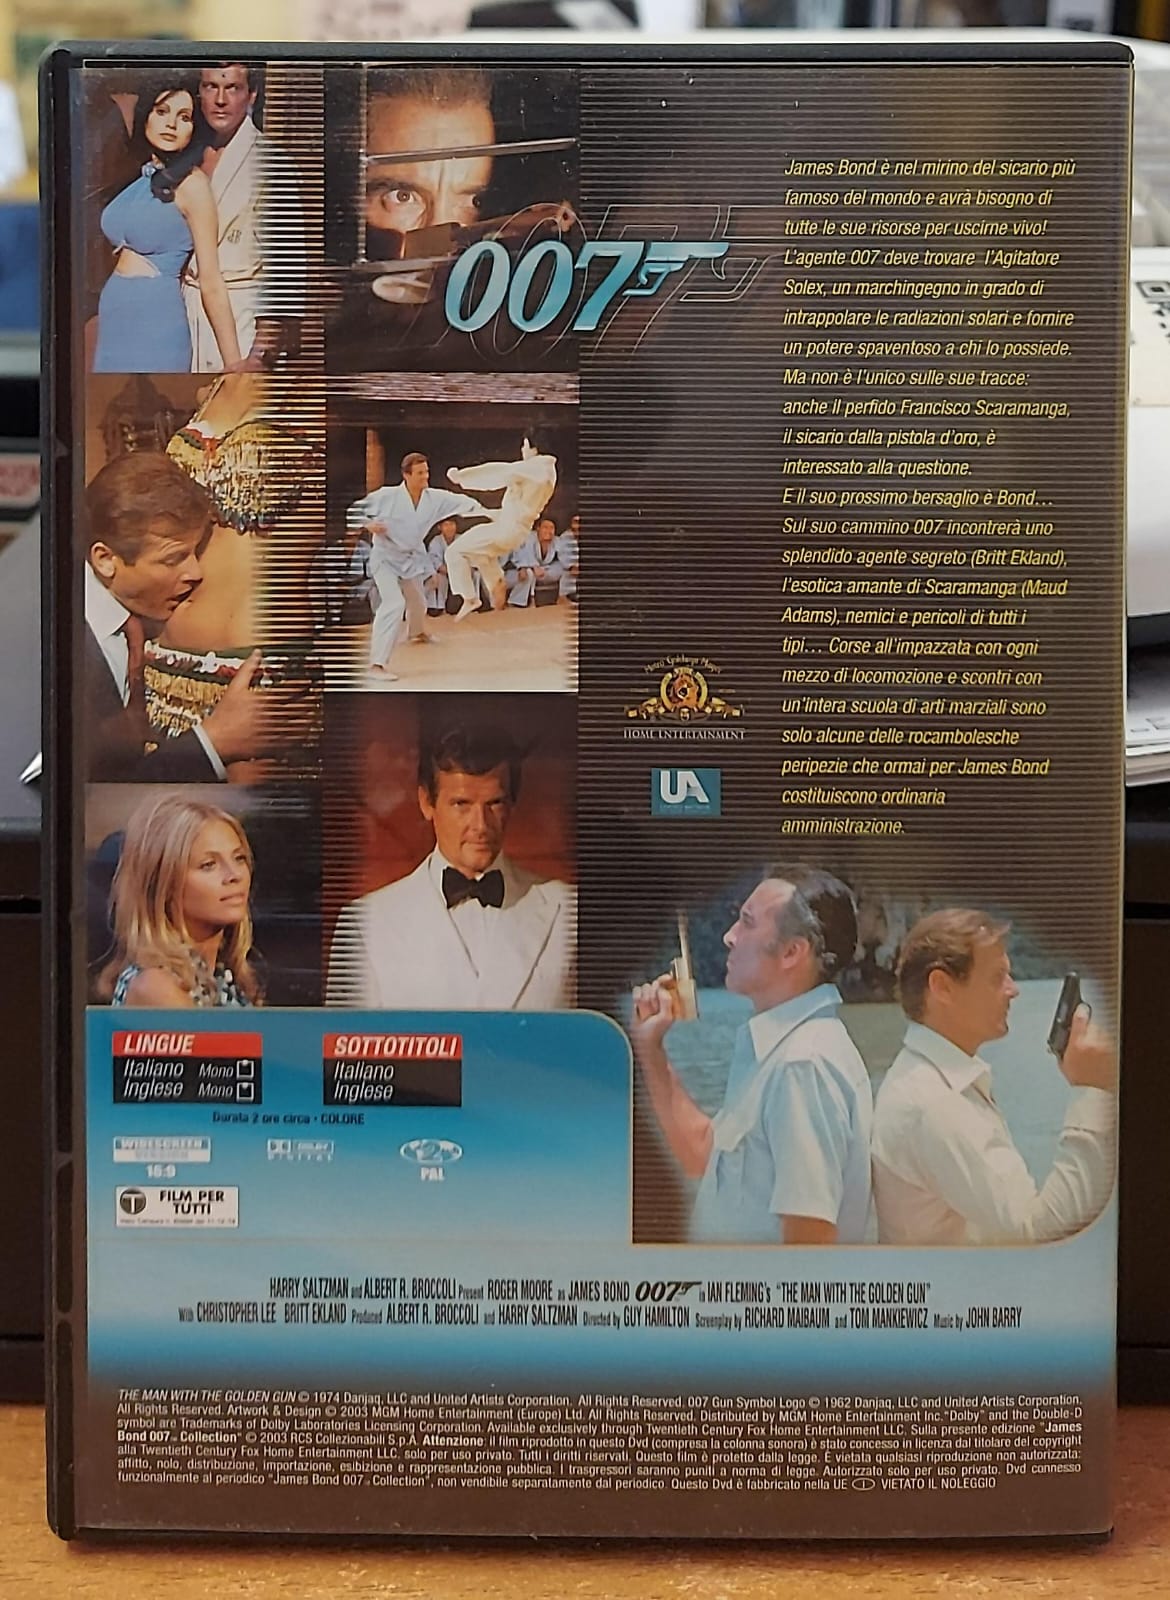 007
James Bond è nel mirino del sicario più
famoso del mondo e avrà bisogno di
tutte le sue risorse per uscirne vivo!
L'agente 007 deve trovare l'Agitatore
Solex, un marchingegno in grado di
intrappolare le radiazioni solari e fornire
un potere spaventoso a chi lo possiede.
Ma non è l'unico sulle sue tracce:
anche il perfido Francisco Scaramanga,
il sicario dalla pistola d'oro, è
interessato alla questione.
E il suo prossimo bersaglio è Bond...
Sul suo cammino 007 incontrerà uno
splendido agente segreto (Britt Ekland),
l'esotica amante di Scaramanga (Maud
Adams), nemici e pericoli di tutti i
tipi... Corse all'impazzata con ogni
mezzo di locomozione e scontri con
un'intera scuola di arti marziali sono
solo alcune delle rocambolesche
peripezie che ormai per James Bond
costituiscono ordinaria
amministrazione.
Metro Goldwyn Mayer
HOME ENTERTAINMENT
UA
LINGUE
Italiano Mono
Inglese Mono
SOTTOTITOLI
Italiano
Inglese
Durata 2 ore circa • COLORE
WIDESCREEN
VERSION
16:9
DOLBY
DIGITAL
2
PAL
T FILM PER
TUTTI
HARRY SALTZMAN and ALBERT R. BROCCOLI Present ROGER MOORE as JAMES BOND 007 in IAN FLEMING's "THE MAN WITH THE GOLDEN GUN"
With CHRISTOPHER LEE BRITT EKLAND Produced ALBERT R. BROCCOLI and HARRY SALTZMAN Directed by GUY HAMILTON Screenplay by RICHARD MAIBAUM and TOM MANKIEWICZ Music by JOHN BARRY
THE MAN WITH THE GOLDEN GUN © 1974 Danjaq, LLC and United Artists Corporation. All Rights Reserved. 007 Gun Symbol Logo © 1962 Danjaq, LLC and United Artists Corporation.
All Rights Reserved. Artwork & Design © 2003 MGM Home Entertainment (Europe) Ltd. All Rights Reserved. Distributed by MGM Home Entertainment Inc. "Dolby" and the Double-D
symbol are Trademarks of Dolby Laboratories Licensing Corporation. Available exclusively through Twentieth Century Fox Home Entertainment LLC. Sulla presente edizione "James
Bond 007 Collection" © 2003 RCS Collezionabili S.p.A. Attenzione: il film riprodotto in questo Dvd (compresa la colonna sonora) è stato concesso in licenza dal titolare del copyright
alla Twentieth Century Fox Home Entertainment LLC, solo per uso privato. Tutti i diritti riservati. Questo film è protetto dalla legge. È vietata qualsiasi riproduzione non autorizzata:
affitto, nolo, distribuzione, importazione, esibizione e rappresentazione pubblica. I trasgressori saranno puniti a norma di legge. Autorizzato solo per uso privato. Dvd connesso
funzionalmente al periodico "James Bond 007 Collection", non vendibile separatamente dal periodico. Questo Dvd è fabbricato nella UE I VIETATO IL NOLEGGIO